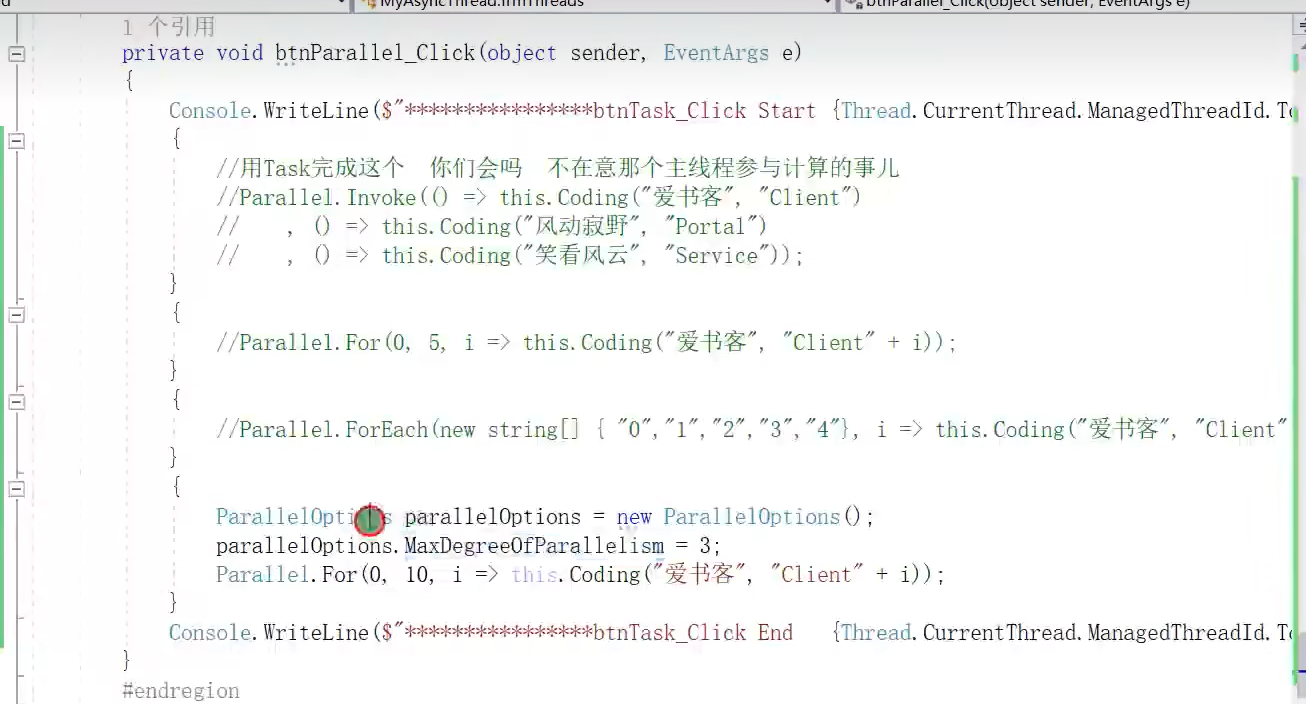 MyAsyncThread.frmThreads btnParallel_Click(object sender, EventArgs e)
1 个引用
private void btnParallel_Click(object sender, EventArgs e)
{
Console.WriteLine($"****************btnTask_Click Start {Thread.CurrentThread.ManagedThreadId.To
{
//用Task完成这个 你们会吗 不在意那个主线程参与计算的事儿
//Parallel.Invoke(() => this.Coding("爱书客", "Client")
// , () => this.Coding("风动寂野", "Portal")
// , () => this.Coding("笑看风云", "Service"));
}
{
//Parallel.For(0, 5, i => this.Coding("爱书客", "Client" + i));
}
{
//Parallel.ForEach(new string[] { "0","1","2","3","4"}, i => this.Coding("爱书客", "Client"
}
{
ParallelOptions parallelOptions = new ParallelOptions();
parallelOptions.MaxDegreeOfParallelism = 3;
Parallel.For(0, 10, i => this.Coding("爱书客", "Client" + i));
}
Console.WriteLine($"****************btnTask_Click End {Thread.CurrentThread.ManagedThreadId.To
}
#endregion